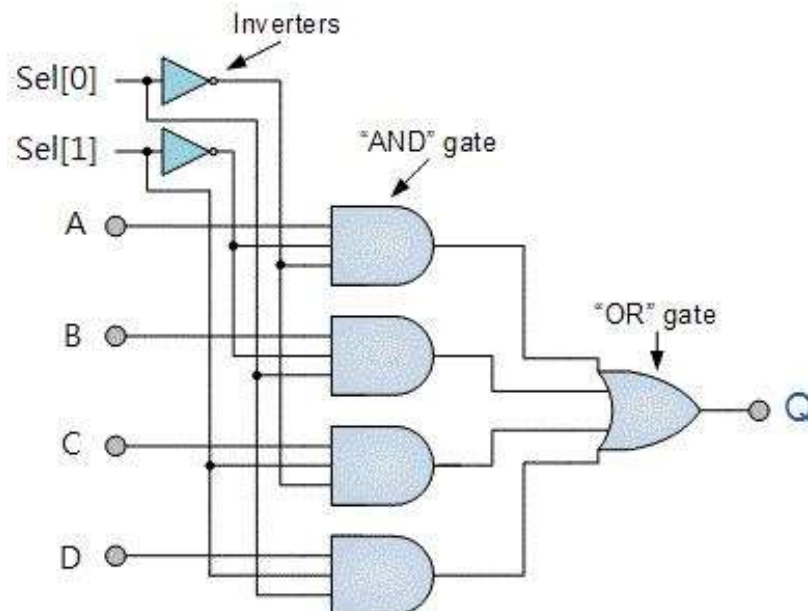 Inverters
Sel[0]
Sel[1]
“AND” gate
A
B
“OR” gate
Q
C
D